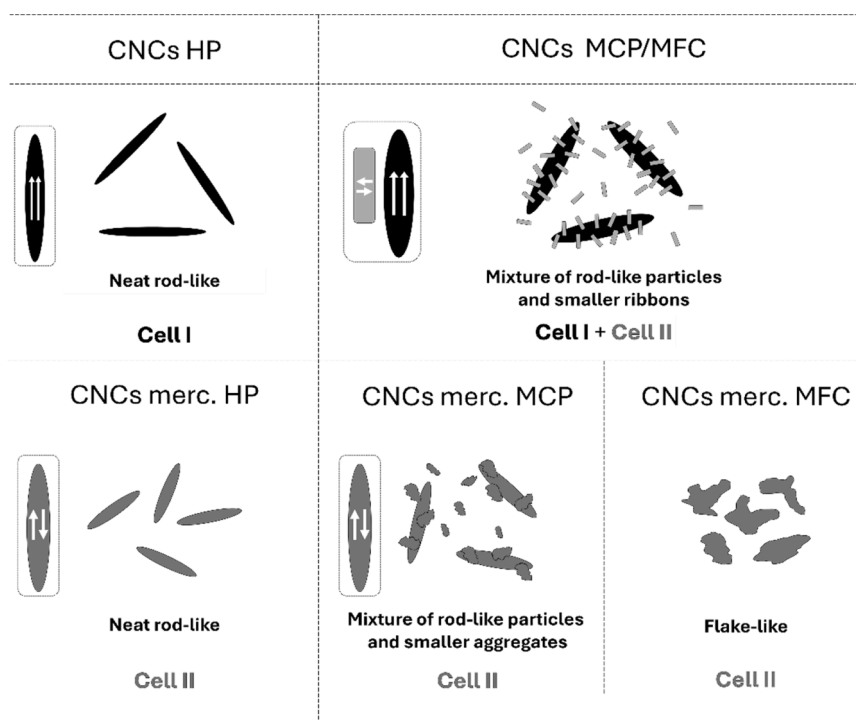 CNCs HP
CNCs MCP/MFC
Neat rod-like
Cell I
Mixture of rod-like particles
and smaller ribbons
Cell I + Cell II
CNCs merc. HP
CNCs merc. MCP
CNCs merc. MFC
Neat rod-like
Cell II
Mixture of rod-like particles
and smaller aggregates
Cell II
Flake-like
Cell II